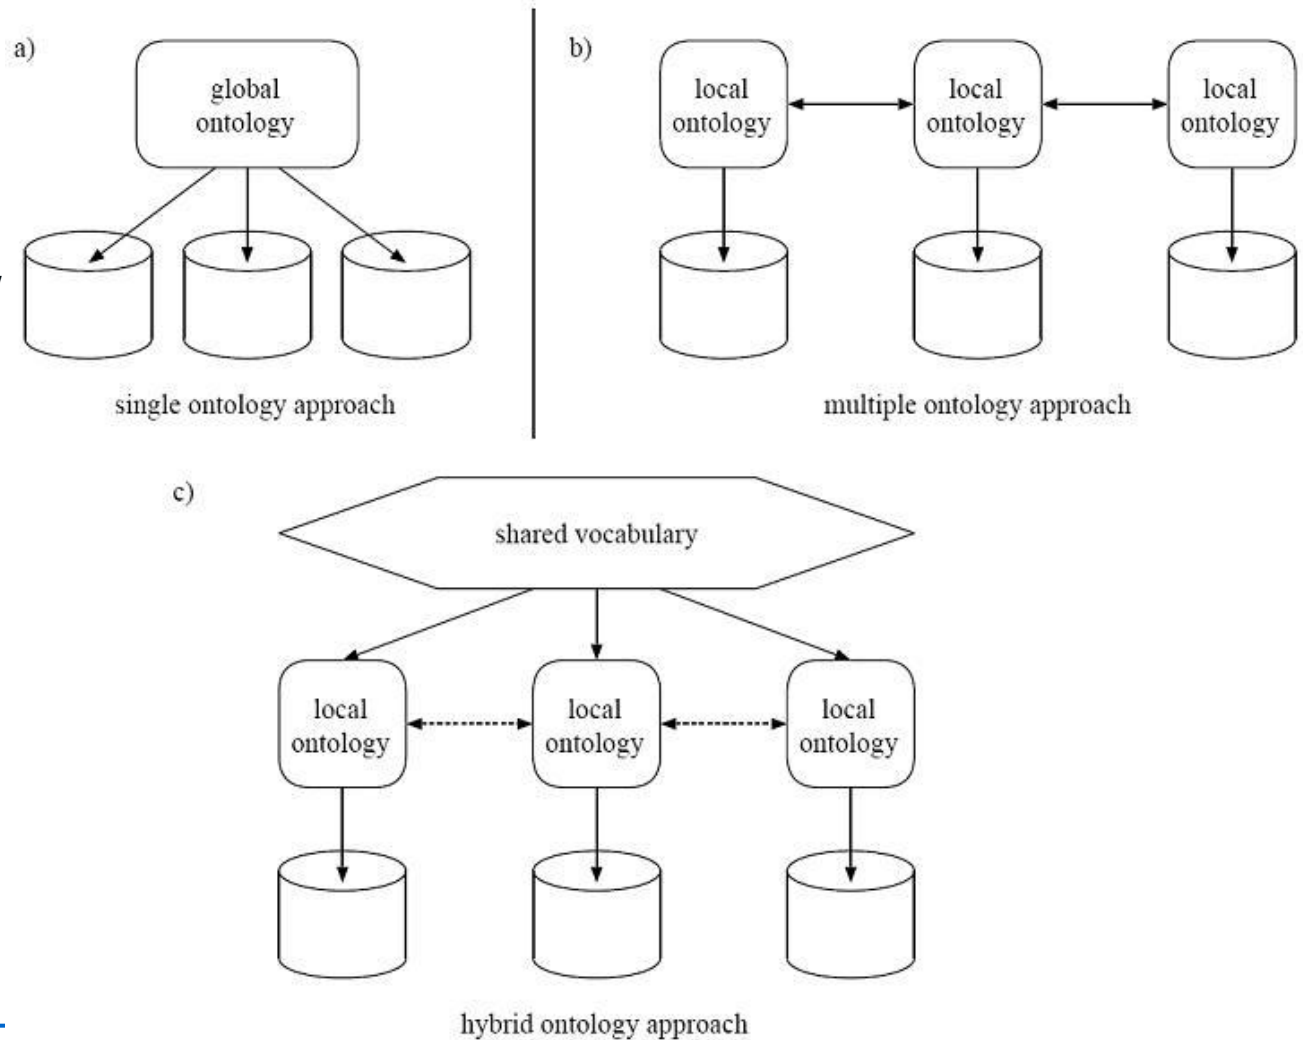 a)
global
ontology
single ontology approach
b)
local
ontology
local
ontology
local
ontology
multiple ontology approach
c)
shared vocabulary
local
ontology
local
ontology
local
ontology
hybrid ontology approach